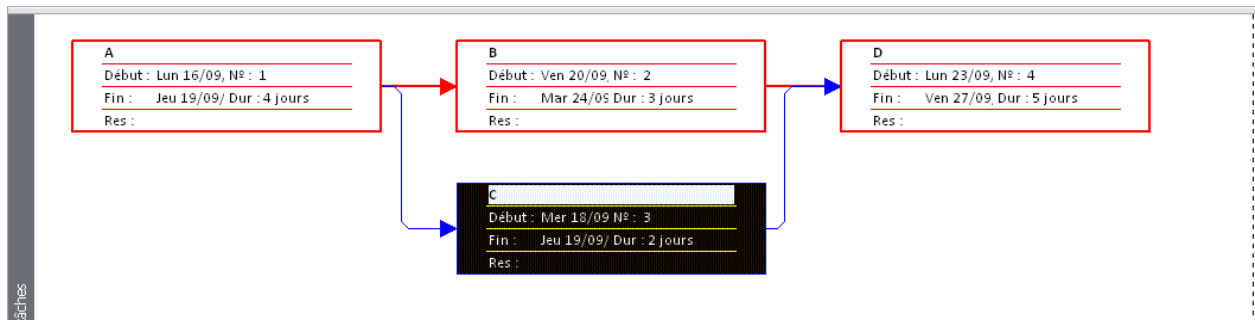 A
Début : Lun 16/09, Nº : 1
Fin : Jeu 19/09/ Dur : 4 jours
Res :
B
Début : Ven 20/09, Nº : 2
Fin : Mar 24/09 Dur : 3 jours
Res :
D
Début : Lun 23/09, Nº : 4
Fin : Ven 27/09, Dur : 5 jours
Res :
C
Début : Mer 18/09 Nº : 3
Fin : Jeu 19/09/ Dur : 2 jours
Res :
âches